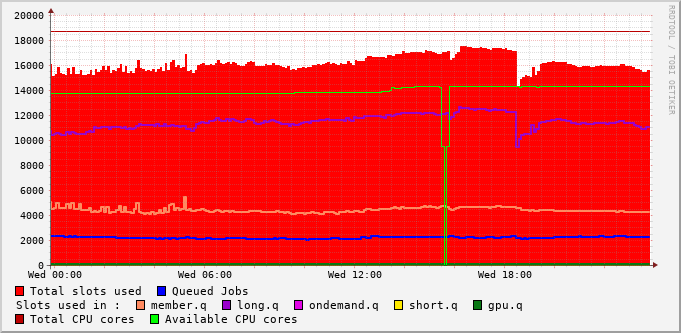 RRDTOOL / TOBI OETIKER
20000
18000
16000
14000
12000
10000
8000
6000
4000
2000
0
Wed 00:00 Wed 06:00 Wed 12:00 Wed 18:00
Total slots used Queued Jobs
Slots used in : member.q long.q ondemand.q short.q gpu.q
Total CPU cores Available CPU cores